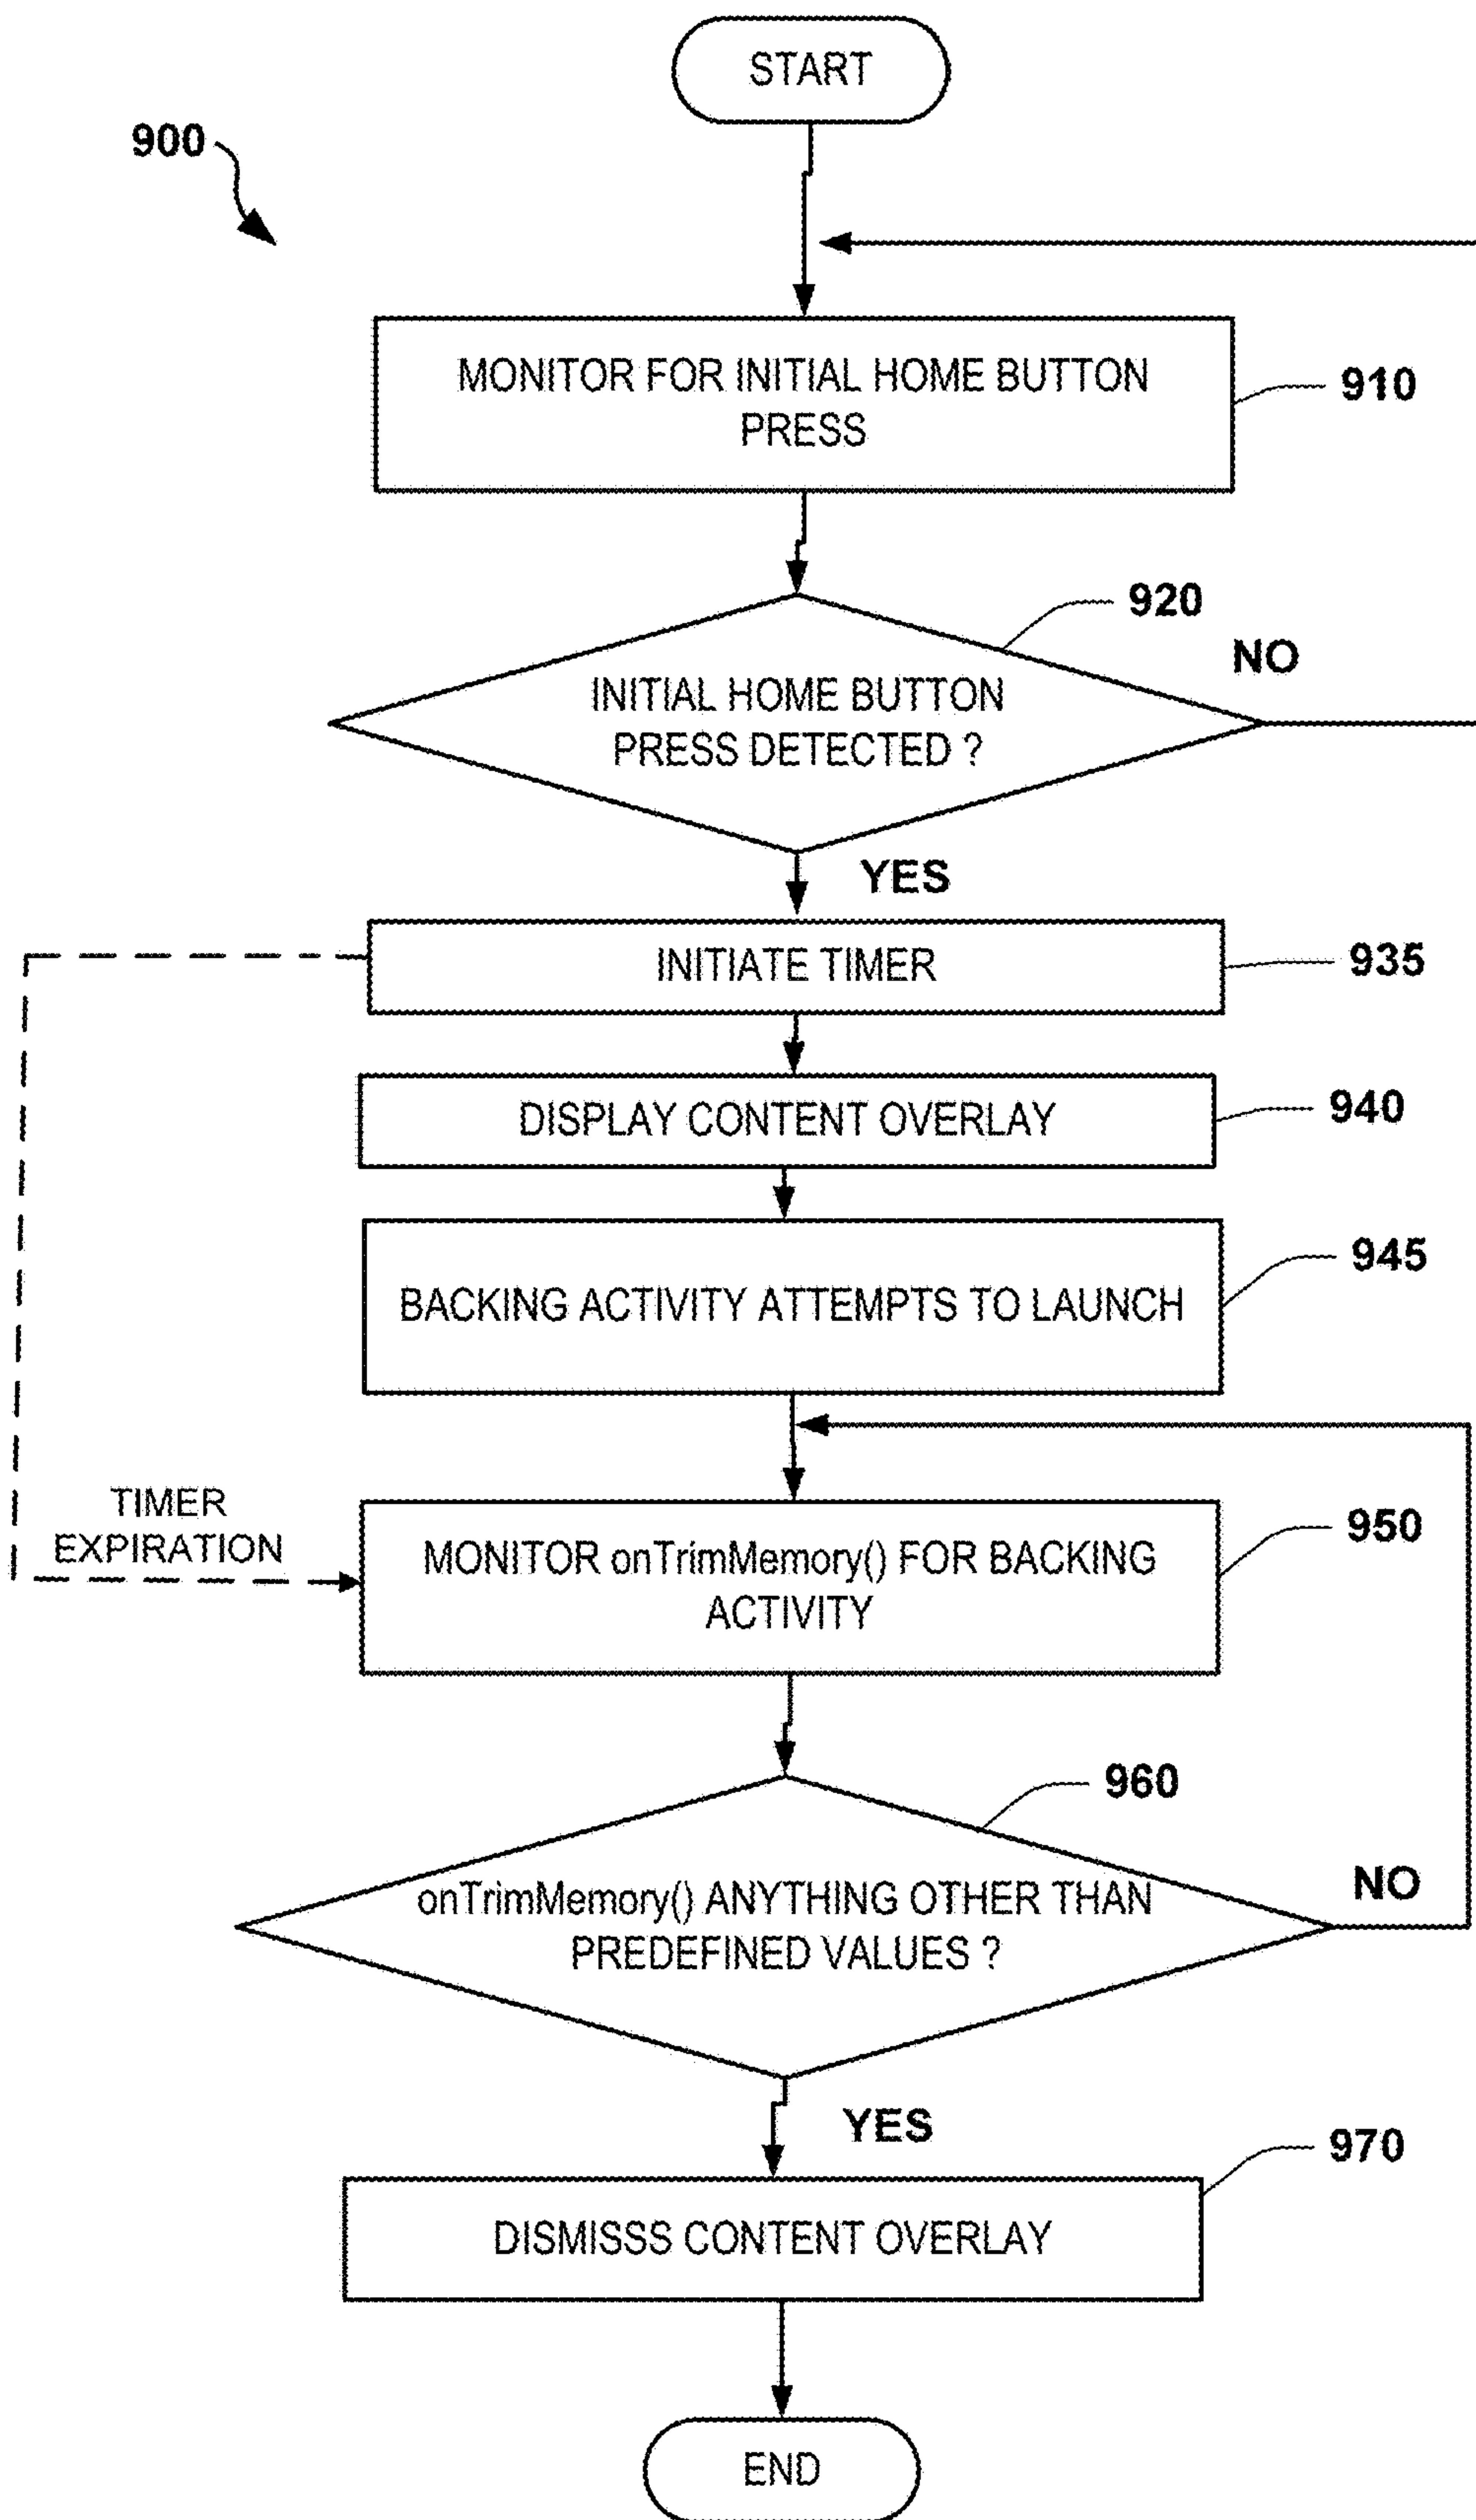 START
900
MONITOR FOR INITIAL HOME BUTTON
PRESS
910
920
NO
INITIAL HOME BUTTON
PRESS DETECTED ?
YES
INITIATE TIMER
935
DISPLAY CONTENT OVERLAY
940
BACKING ACTIVITY ATTEMPTS TO LAUNCH
945
TIMER
EXPIRATION
MONITOR onTrimMemory() FOR BACKING
ACTIVITY
950
960
NO
onTrimMemory() ANYTHING OTHER THAN
PREDEFINED VALUES ?
YES
970
DISMISSS CONTENT OVERLAY
END